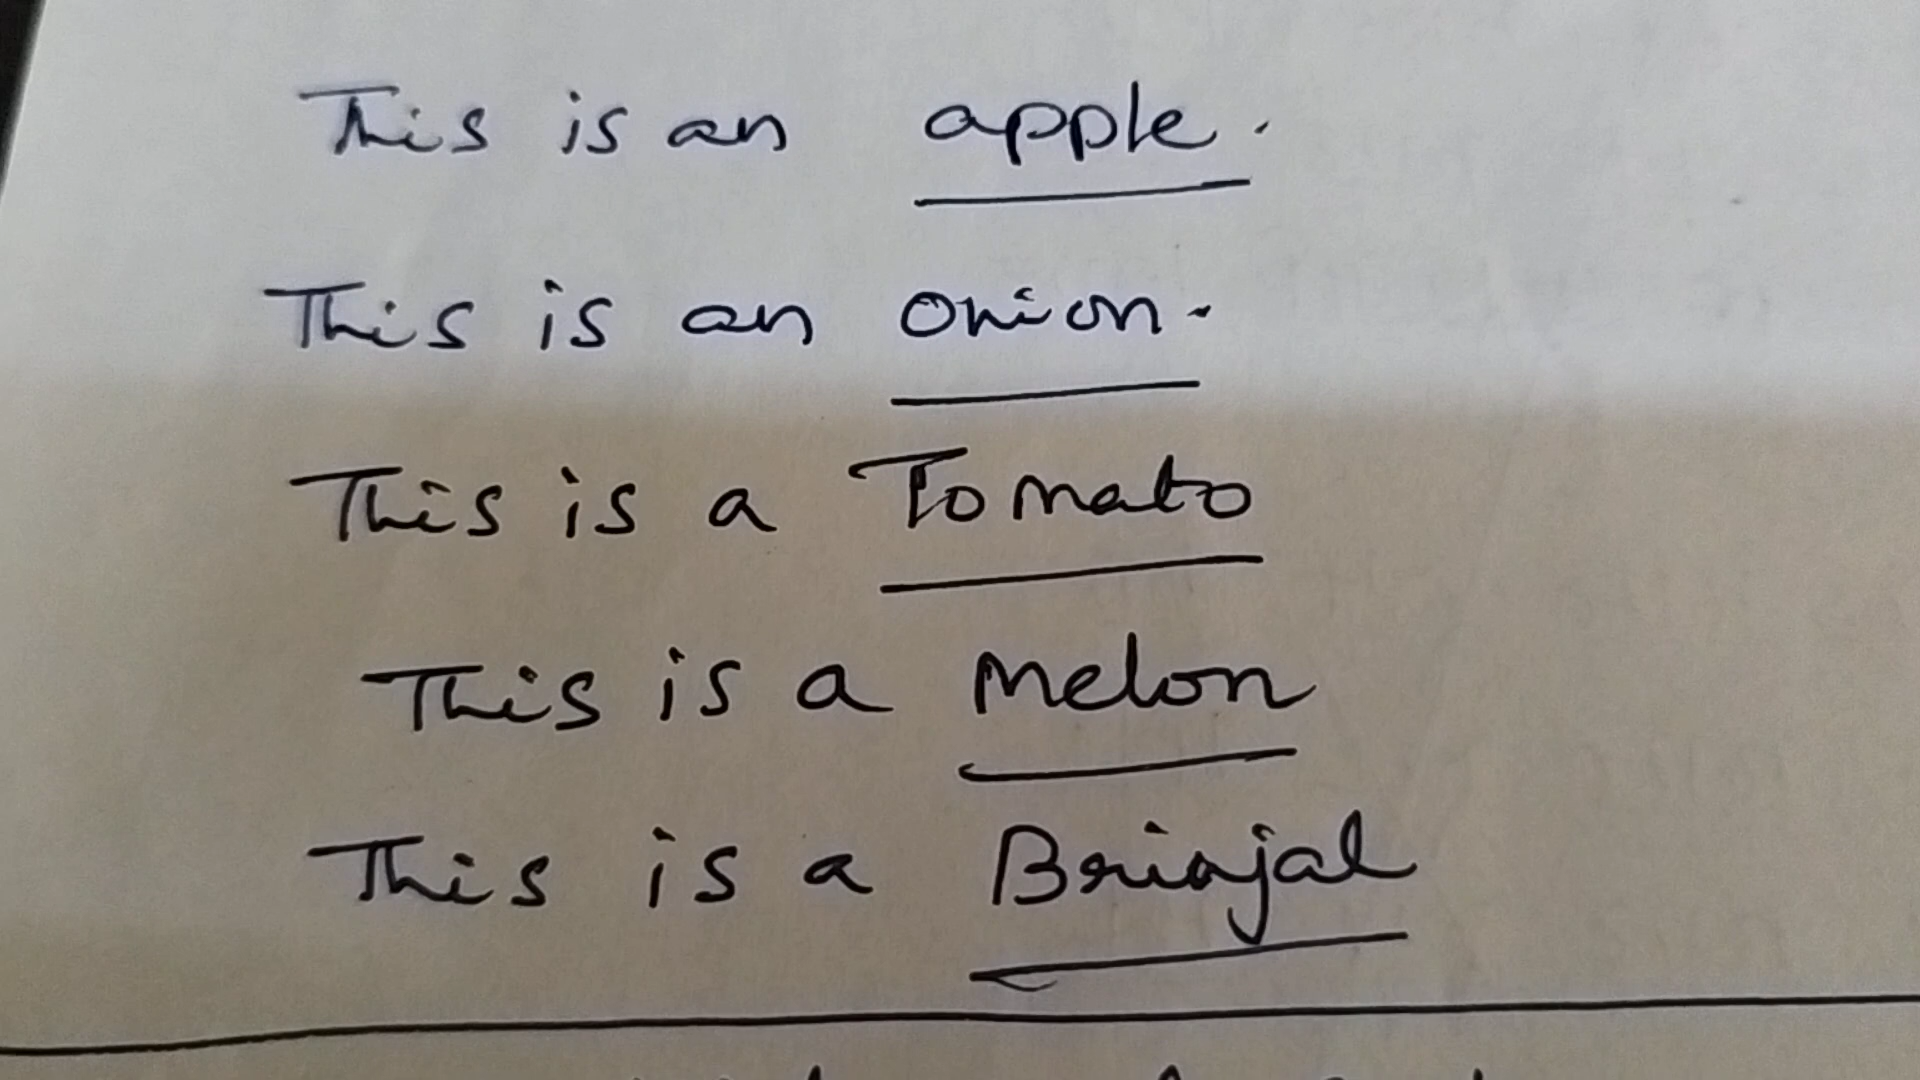 This is an apple.
This is an onion.
This is a Tomato
This is a Melon
This is a Brinjal